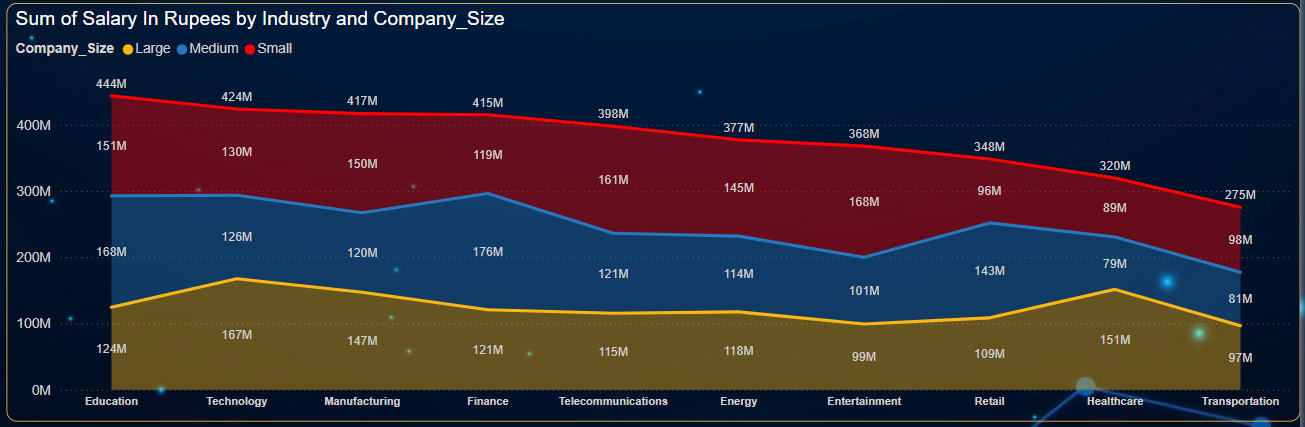 Sum of Salary In Rupees by Industry and Company_Size
Company_Size Large Medium Small
444M 424M 417M 415M 398M 377M 368M 348M 320M 275M
400M
151M 130M 150M 119M 161M 145M 168M 96M 89M 98M
300M
168M 126M 120M 176M 121M 114M 101M 143M 79M 81M
200M
100M
124M 167M 147M 121M 115M 118M 99M 109M 151M 97M
0M
Education Technology Manufacturing Finance Telecommunications Energy Entertainment Retail Healthcare Transportation